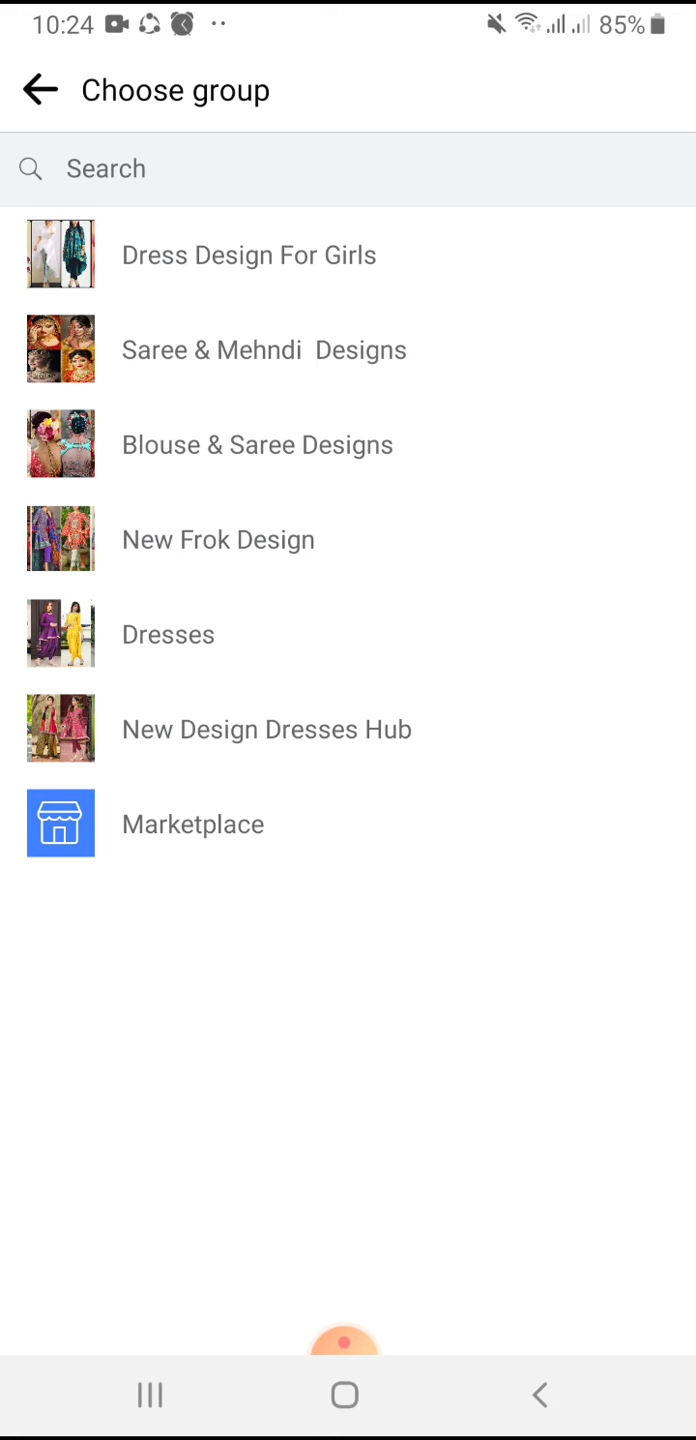 10:24
85%
Choose group
Search
Dress Design For Girls
Saree & Mehndi  Designs
Blouse & Saree Designs
New Frok Design
Dresses
New Design Dresses Hub
Marketplace